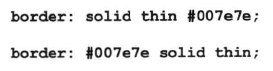 border: solid thin #007e7e;
border: #007e7e solid thin;